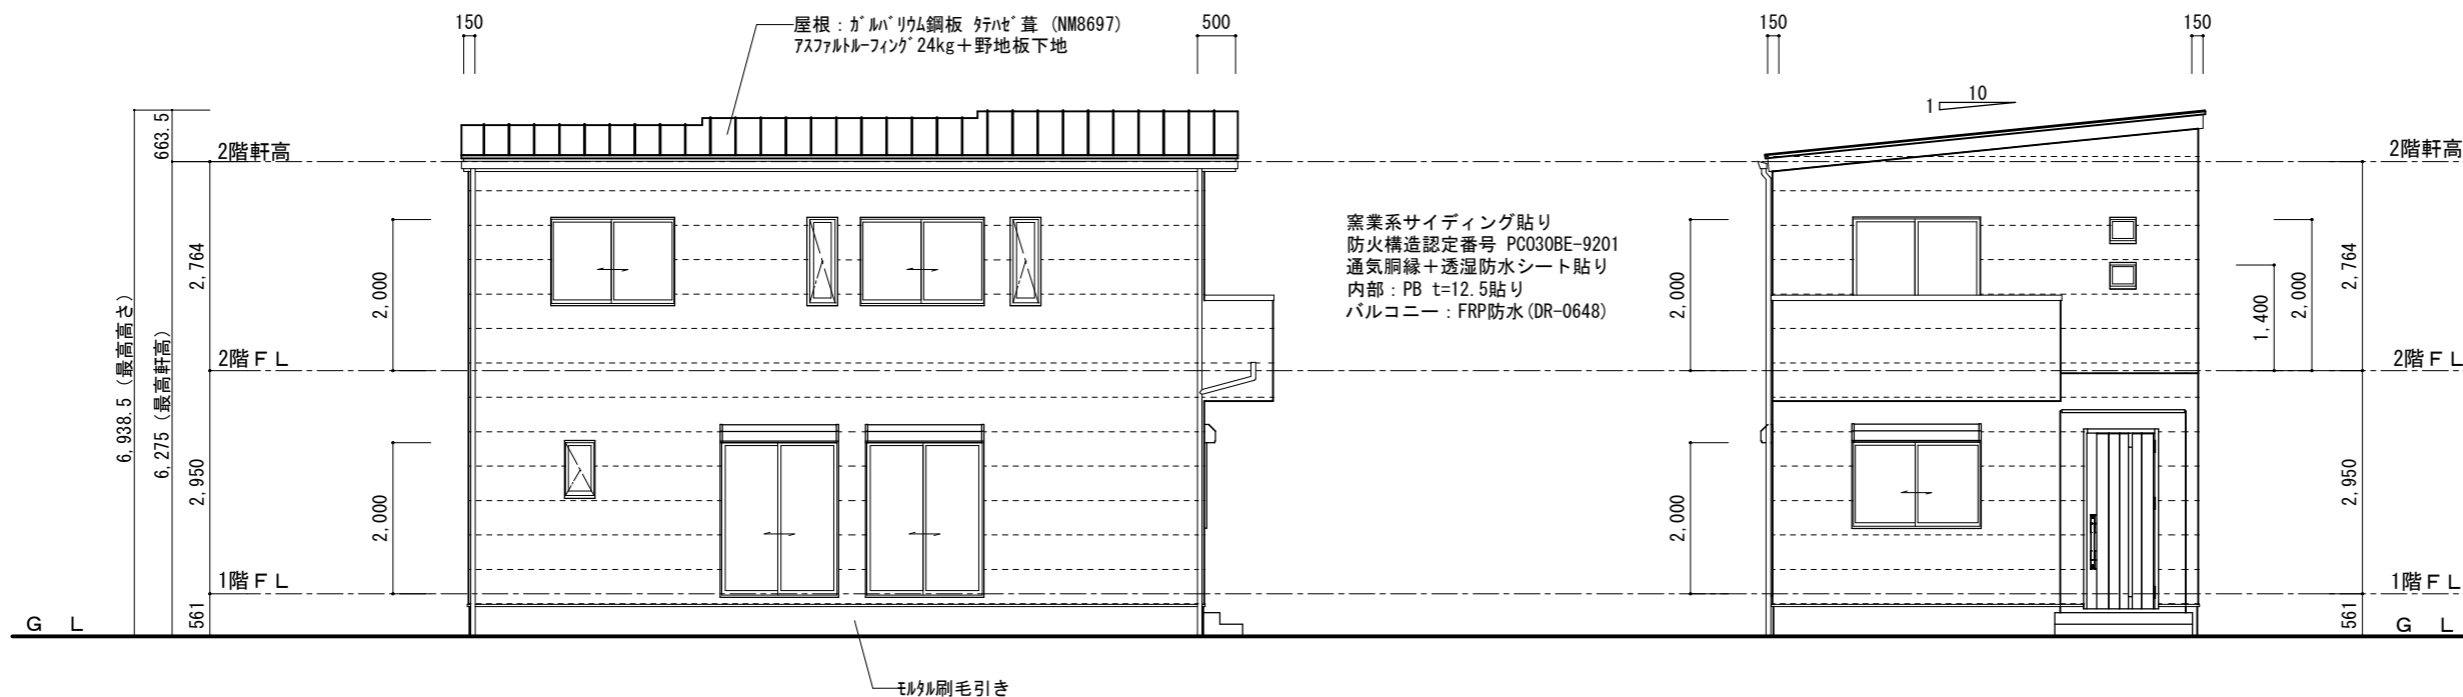 150
屋根：ｶﾞﾙﾊﾞﾘｳﾑ鋼板 ﾀﾃﾊｾﾞ葺 (NM8697)
ｱｽﾌｧﾙﾄﾙｰﾌｨﾝｸﾞ24kg＋野地板下地
500
150
150
1
10
663.5
2階軒高
2階軒高
2,764
2,000
窯業系サイディング貼り
防火構造認定番号 PC030BE-9201
通気胴縁＋透湿防水シート貼り
内部：PB t=12.5貼り
バルコニー：FRP防水(DR-0648)
2,000
1,400
2,000
2,764
6,938.5 (最高高さ)
6,275 (最高軒高)
2階ＦＬ
2階ＦＬ
2,950
2,000
2,000
2,950
1階ＦＬ
1階ＦＬ
561
561
Ｇ Ｌ
Ｇ Ｌ
ﾓﾙﾀﾙ刷毛引き